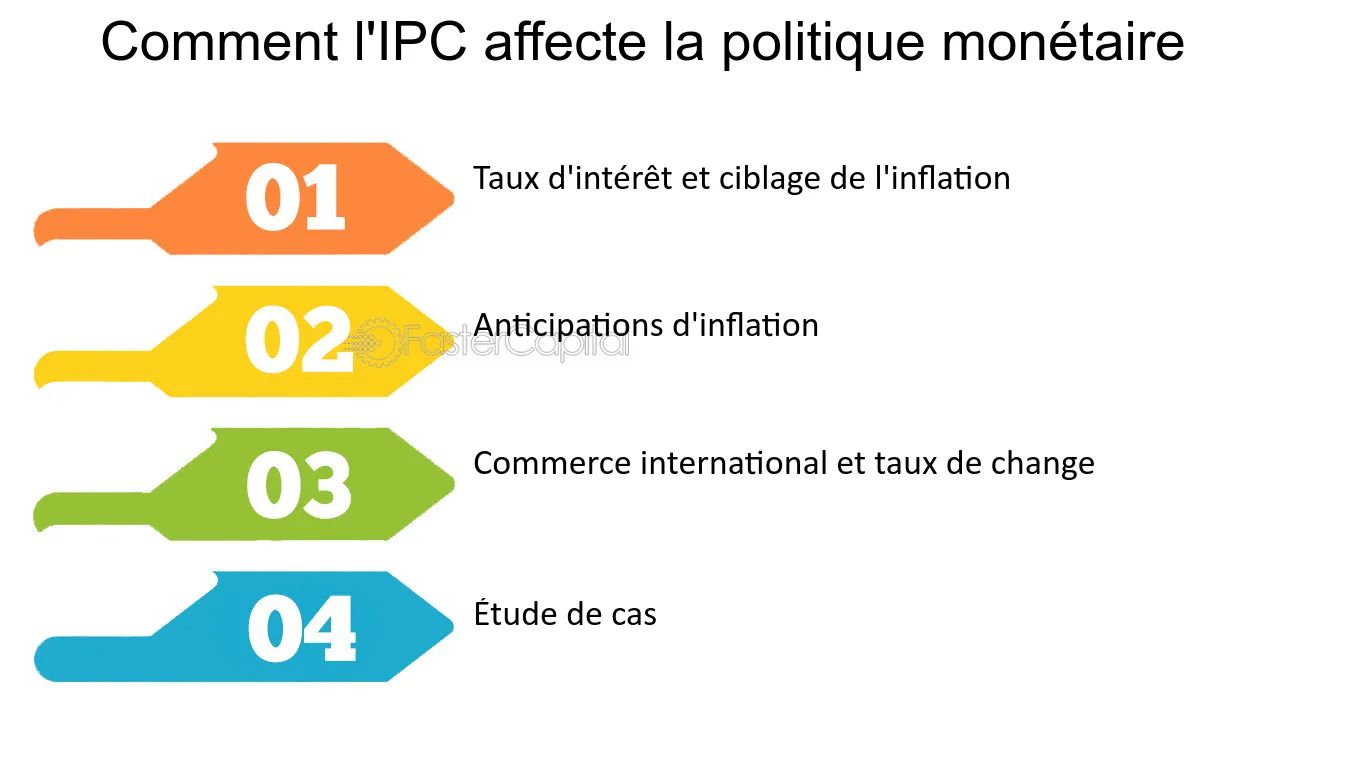 Comment l'IPC affecte la politique monétaire
01
Taux d'intérêt et ciblage de l'inflation
02
Anticipations d'inflation
FasterCapital
03
Commerce international et taux de change
04
Étude de cas